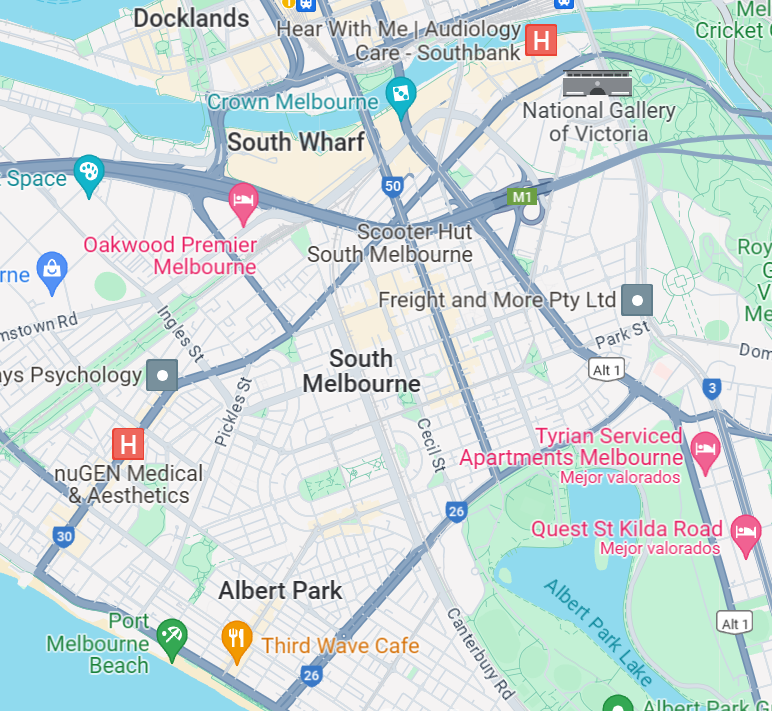 Docklands
Hear With Me | Audiology
Care - Southbank
H
Mel
Cricket
Crown Melbourne
National Gallery
of Victoria
South Wharf
Space
50
M1
Oakwood Premier
Melbourne
Scooter Hut
South Melbourne
rne
Roy
G
V
Me
Freight and More Pty Ltd
mstown Rd
Ingles St
Park St
Dom
South
Melbourne
Alt 1
ays Psychology
3
Pickles St
Cecil St
H
nuGEN Medical
& Aesthetics
Tyrian Serviced
Apartments Melbourne
Mejor valorados
26
30
Quest St Kilda Road
Mejor valorados
Albert Park
Albert Park Lake
Port
Melbourne
Beach
Third Wave Cafe
Canterbury Rd
Alt 1
26
Albert Park G